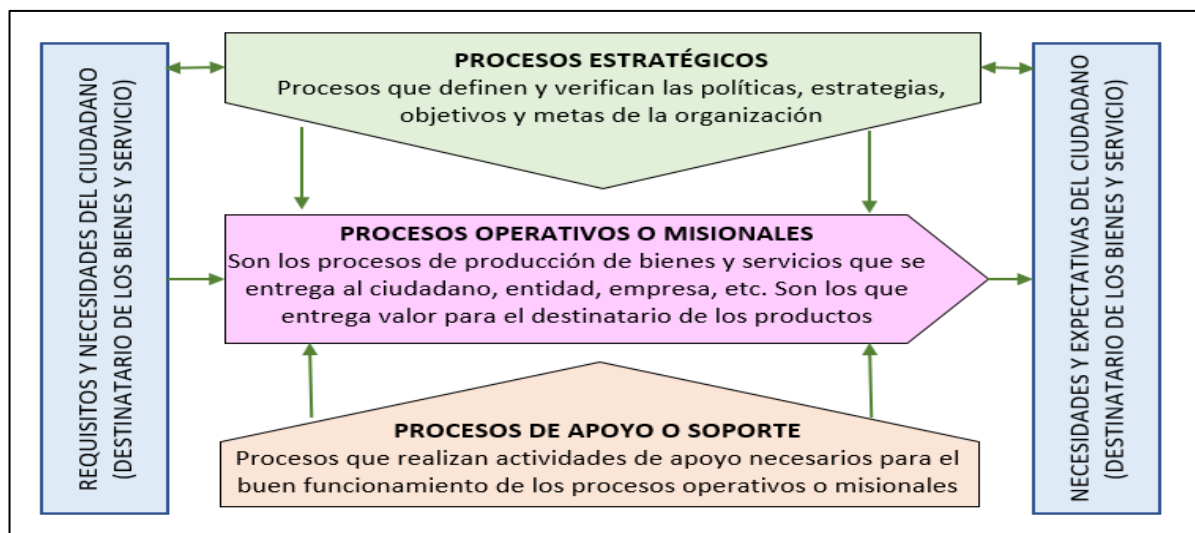 REQUISITOS Y NECESIDADES DEL CIUDADANO
(DESTINATARIO DE LOS BIENES Y SERVICIO)
PROCESOS ESTRATÉGICOS
Procesos que definen y verifican las políticas, estrategias,
objetivos y metas de la organización
PROCESOS OPERATIVOS O MISIONALES
Son los procesos de producción de bienes y servicios que se
entrega al ciudadano, entidad, empresa, etc. Son los que
entrega valor para el destinatario de los productos
PROCESOS DE APOYO O SOPORTE
Procesos que realizan actividades de apoyo necesarios para el
buen funcionamiento de los procesos operativos o misionales
NECESIDADES Y EXPECTATIVAS DEL CIUDADANO
(DESTINATARIO DE LOS BIENES Y SERVICIO)